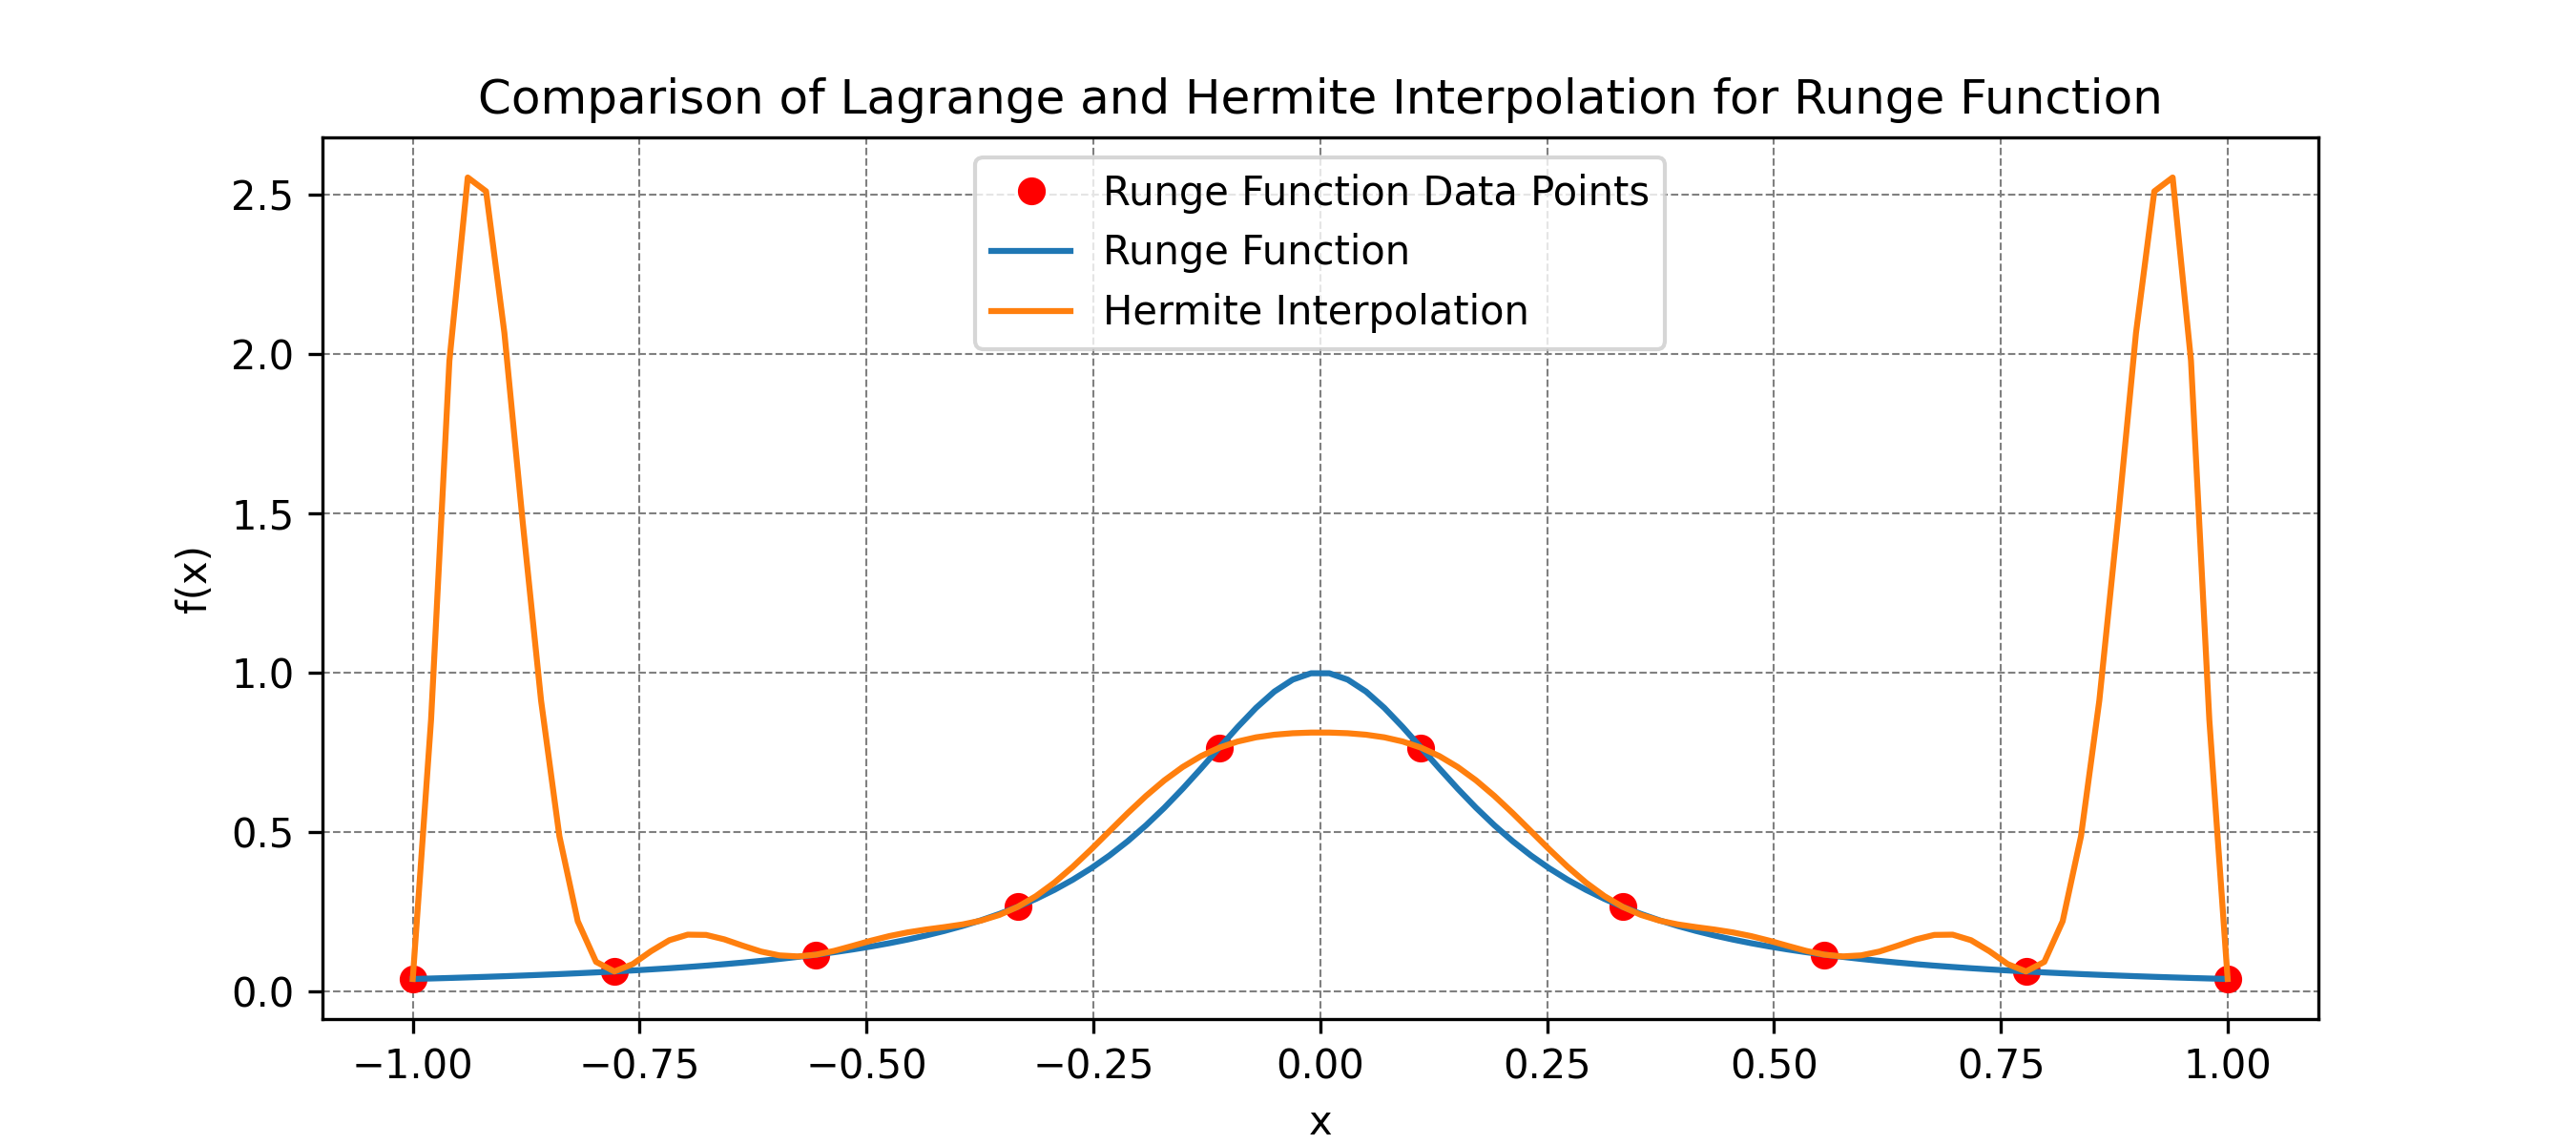 Comparison of Lagrange and Hermite Interpolation for Runge Function
Runge Function Data Points
Runge Function
Hermite Interpolation
2.5
2.0
1.5
1.0
0.5
0.0
f(x)
−1.00 −0.75 −0.50 −0.25 0.00 0.25 0.50 0.75 1.00
x